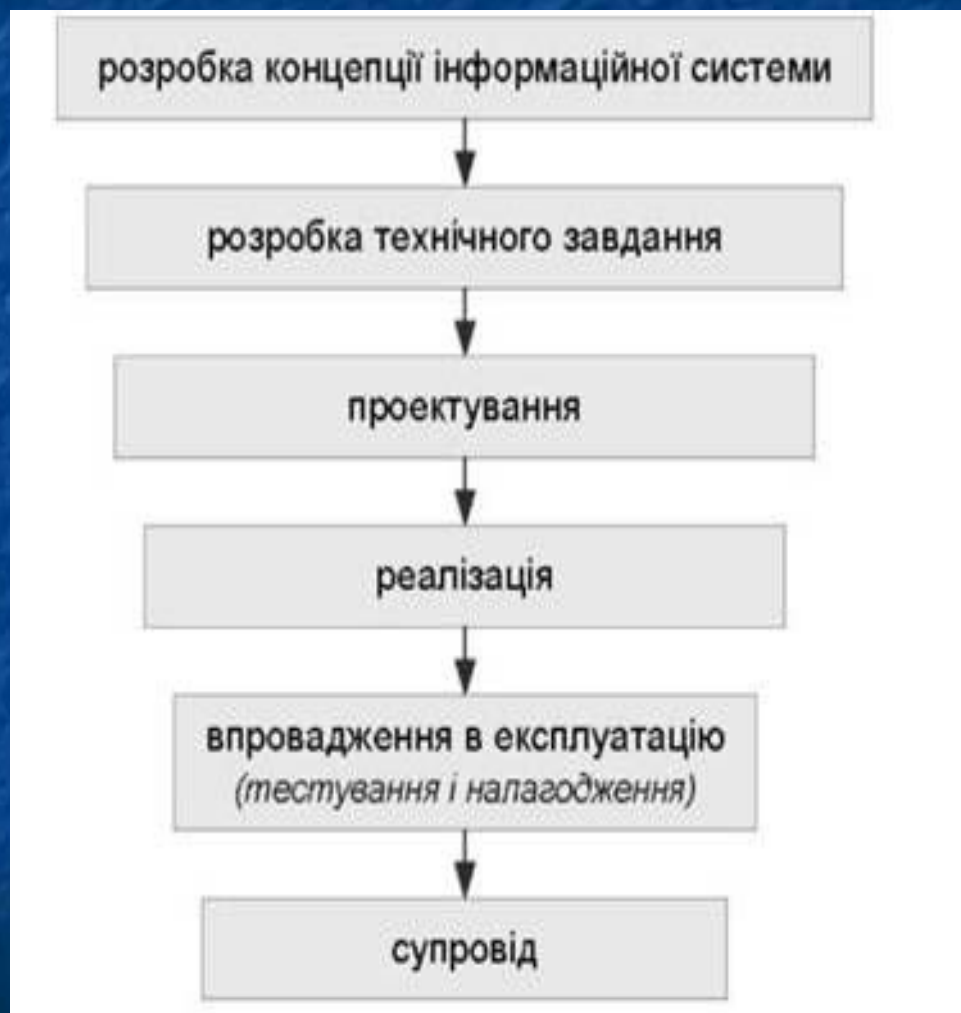 розробка концепції інформаційної системи
розробка технічного завдання
проектування
реалізація
впровадження в експлуатацію
(тестування і налагодження)
супровід